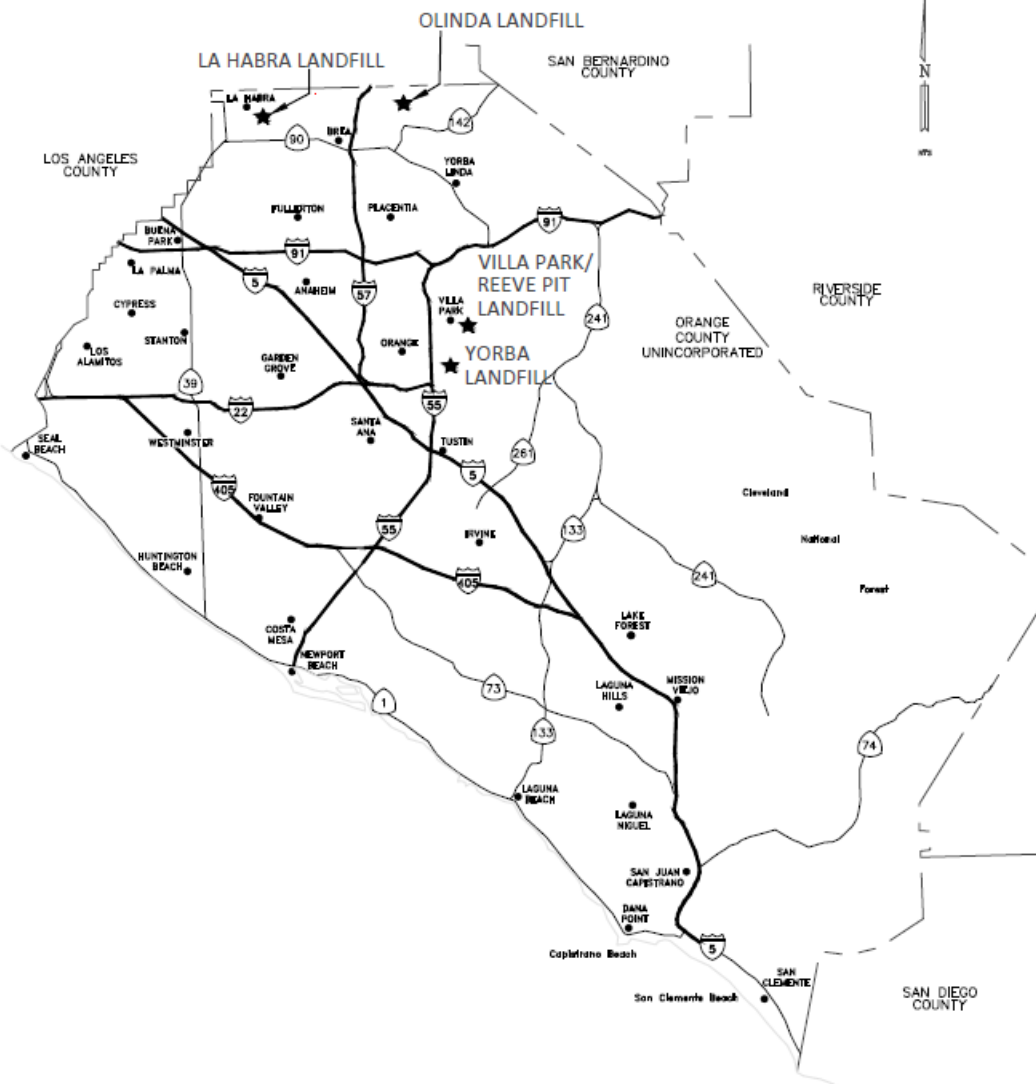 OLINDA LANDFILL
LA HABRA LANDFILL
SAN BERNARDINO
COUNTY
N
NTS
LA HABRA
142
90
BREA
LOS ANGELES
COUNTY
YORBA
LINDA
FULLERTON
PLACENTIA
91
BUENA
PARK
91
VILLA PARK/
REEVE PIT
LANDFILL
LA PALMA
5
ANAHEIM
57
RIVERSIDE
COUNTY
CYPRESS
VILLA
PARK
241
ORANGE
COUNTY
UNINCORPORATED
STANTON
LOS
ALAMITOS
ORANGE
GARDEN
GROVE
YORBA
LANDFILL
39
22
55
SANTA
ANA
SEAL
BEACH
WESTMINSTER
TUSTIN
261
5
405
Cleveland
FOUNTAIN
VALLEY
55
133
IRVINE
National
HUNTINGTON
BEACH
405
241
Forest
COSTA
MESA
LAKE
FOREST
NEWPORT
BEACH
73
LAGUNA
HILLS
MISSION
VIEJO
1
133
74
LAGUNA
BEACH
LAGUNA
NIGUEL
SAN JUAN
CAPISTRANO
DANA
POINT
5
Capistrano Beach
SAN
CLEMENTE
San Clemente Beach
SAN DIEGO
COUNTY